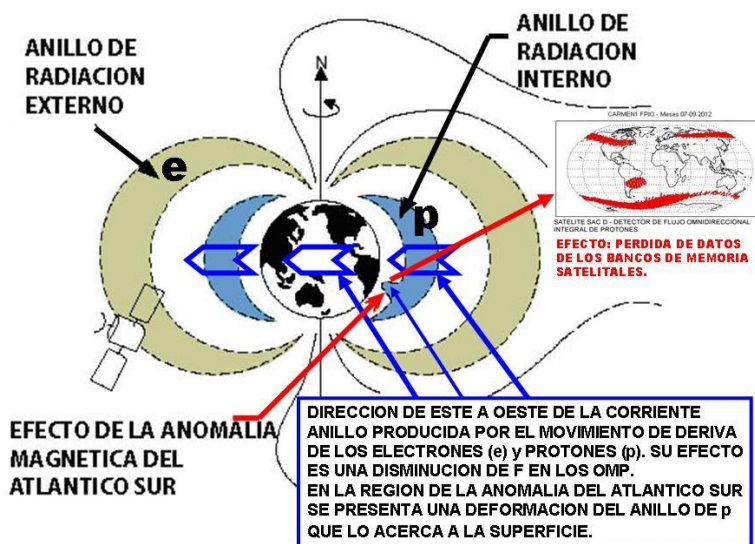 ANILLO DE
RADIACION
EXTERNO
ANILLO DE
RADIACION
INTERNO
N
e
p
CARMEN1 FPIO - Meses 07-09 2012
SATELITE SAC D - DETECTOR DE FLUJO OMNIDIRECCIONAL
INTEGRAL DE PROTONES
EFECTO: PERDIDA DE DATOS
DE LOS BANCOS DE MEMORIA
SATELITALES.
EFECTO DE LA ANOMALIA
MAGNETICA DEL
ATLANTICO SUR
DIRECCION DE ESTE A OESTE DE LA CORRIENTE
ANILLO PRODUCIDA POR EL MOVIMIENTO DE DERIVA
DE LOS ELECTRONES (e) y PROTONES (p). SU EFECTO
ES UNA DISMINUCION DE F EN LOS OMP.
EN LA REGION DE LA ANOMALIA DEL ATLANTICO SUR
SE PRESENTA UNA DEFORMACION DEL ANILLO DE p
QUE LO ACERCA A LA SUPERFICIE.